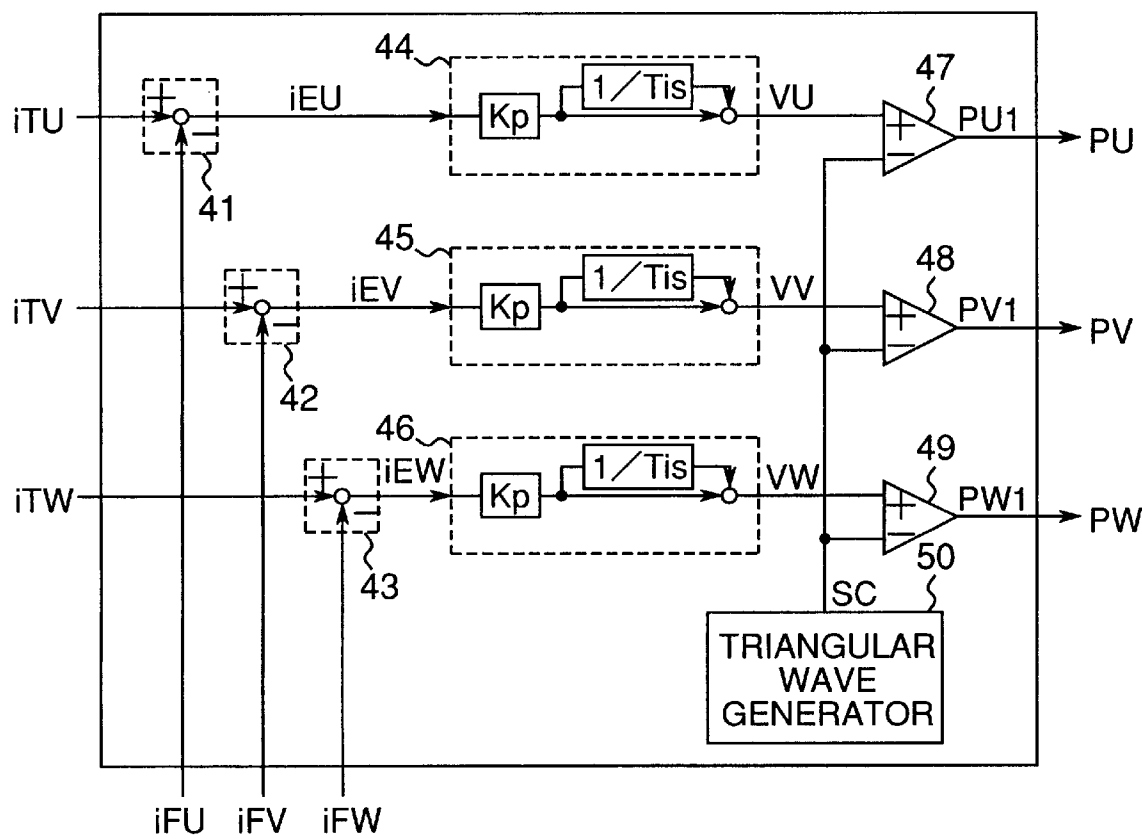 44
47
iTU
+
−
iEU
Kp
1/Tis
VU
+
−
PU1
PU
41
45
48
iTV
+
−
iEV
Kp
1/Tis
VV
+
−
PV1
PV
42
46
49
iTW
+
−
iEW
Kp
1/Tis
VW
+
−
PW1
PW
43
50
SC
TRIANGULAR
WAVE
GENERATOR
iFU
iFV
iFW